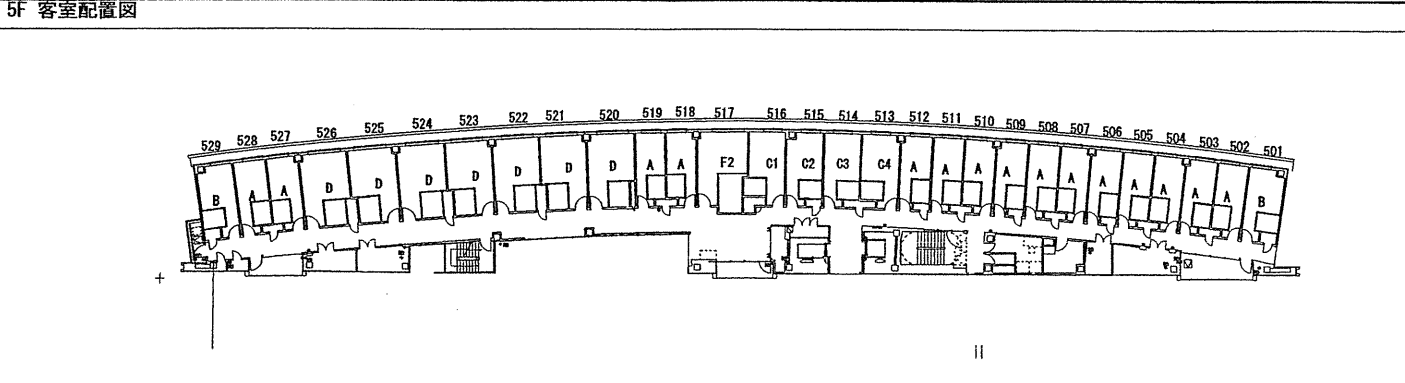 5F 客室配置図
529 528 527 526 525 524 523 522 521 520 519 518 517 516 515 514 513 512 511 510 509 508 507 506 505 504 503 502 501
B A A D D D D D D D A A F2 C1 C2 C3 C4 A A A A A A A A A A A B